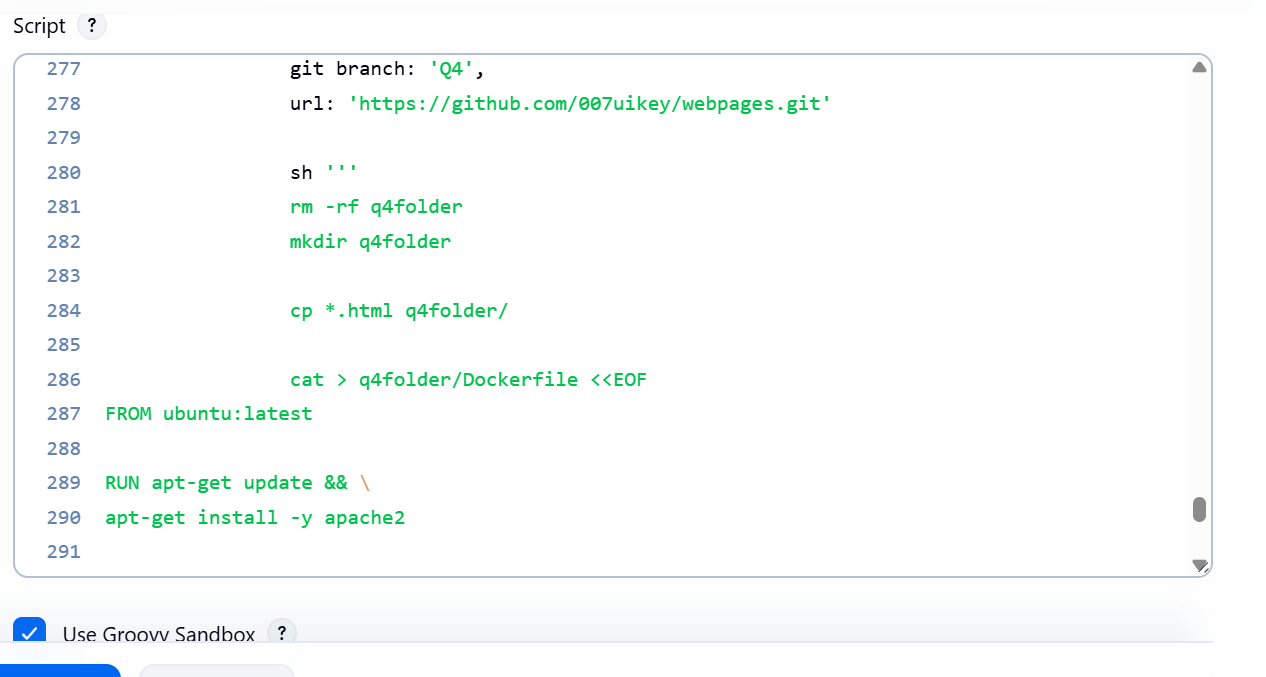 Script ?
277 git branch: 'Q4',
278 url: 'https://github.com/007uikey/webpages.git'
279
280 sh '''
281 rm -rf q4folder
282 mkdir q4folder
283
284 cp *.html q4folder/
285
286 cat > q4folder/Dockerfile <<EOF
287 FROM ubuntu:latest
288
289 RUN apt-get update && \
290 apt-get install -y apache2
291
Use Groovy Sandbox ?